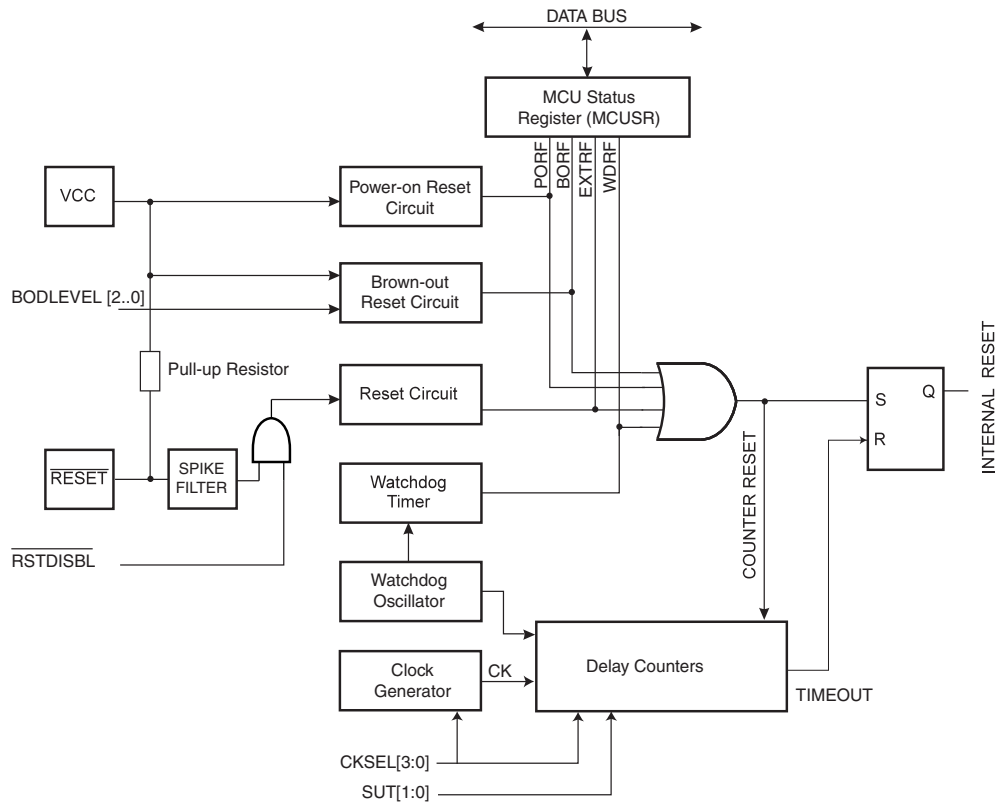 DATA BUS
MCU Status
Register (MCUSR)
PORF
BORF
EXTRF
WDRF
VCC
Power-on Reset
Circuit
BODLEVEL [2..0]
Brown-out
Reset Circuit
Pull-up Resistor
Reset Circuit
S
Q
R
INTERNAL RESET
RESET
SPIKE
FILTER
Watchdog
Timer
COUNTER RESET
RSTDISBL
Watchdog
Oscillator
Clock
Generator
CK
Delay Counters
TIMEOUT
CKSEL[3:0]
SUT[1:0]